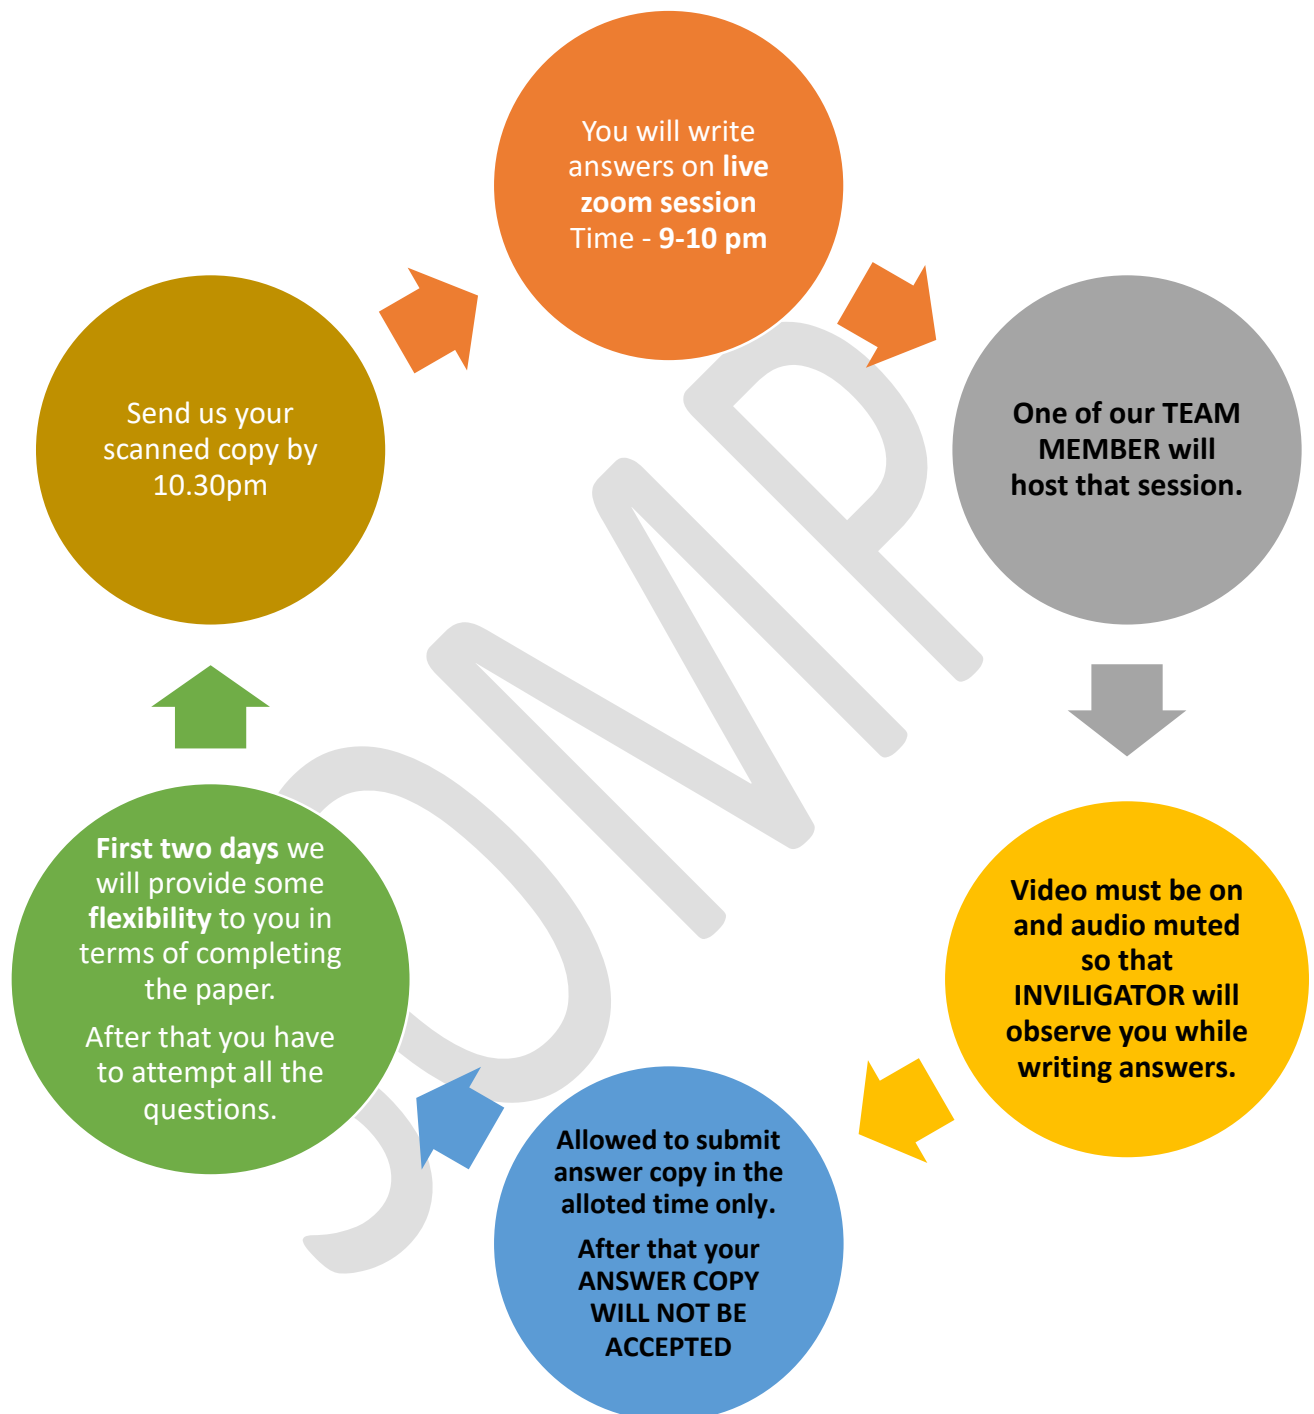 You will write
answers on live
zoom session
Time - 9-10 pm
One of our TEAM
MEMBER will
host that session.
Video must be on
and audio muted
so that
INVILIGATOR will
observe you while
writing answers.
Allowed to submit
answer copy in the
alloted time only.
After that your
ANSWER COPY
WILL NOT BE
ACCEPTED
First two days we
will provide some
flexibility to you in
terms of completing
the paper.
After that you have
to attempt all the
questions.
Send us your
scanned copy by
10.30pm